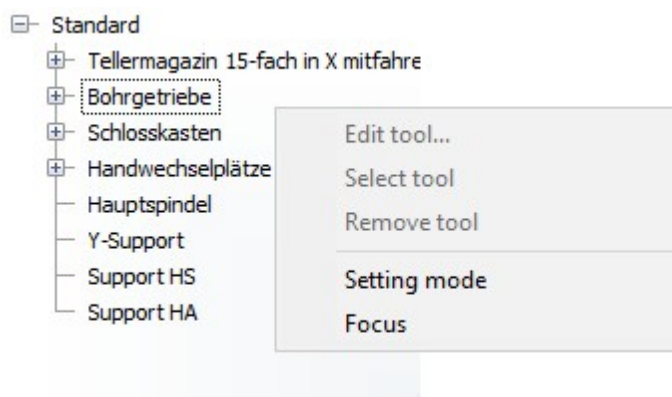 Standard
Tellermagazin 15-fach in X mitfahre
Bohrgetriebe
Schlosskasten
Handwechselplätze
Hauptspindel
Y-Support
Support HS
Support HA
Edit tool...
Select tool
Remove tool
Setting mode
Focus